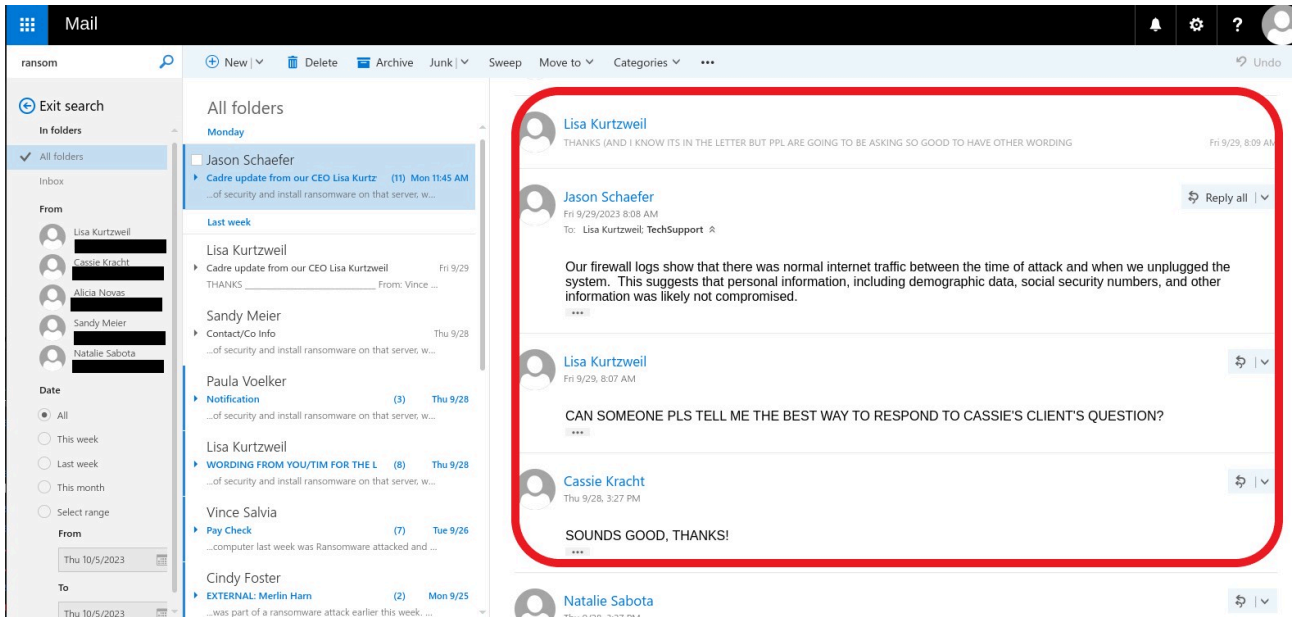 Mail
?
ransom
New
Delete
Archive
Junk
Sweep
Move to
Categories
Undo
Exit search
In folders
All folders
Inbox
From
Lisa Kurtzweil
Cassie Kracht
Alicia Novas
Sandy Meier
Natalie Sabota
Date
All
This week
Last week
This month
Select range
From
Thu 10/5/2023
To
Thu 10/5/2023
All folders
Monday
Jason Schaefer
Cadre update from our CEO Lisa Kurtz (11) Mon 11:45 AM
...of security and install ransomware on that server, w...
Last week
Lisa Kurtzweil
Cadre update from our CEO Lisa Kurtzweil Fri 9/29
THANKS ________________________ From: Vince ...
Sandy Meier
Contact/Co Info Thu 9/28
...of security and install ransomware on that server, w...
Paula Voelker
Notification (3) Thu 9/28
...of security and install ransomware on that server, w...
Lisa Kurtzweil
WORDING FROM YOU/TIM FOR THE L (8) Thu 9/28
...of security and install ransomware on that server, w...
Vince Salvia
Pay Check (7) Tue 9/26
...computer last week was Ransomware attacked and ...
Cindy Foster
EXTERNAL: Merlin Ham (2) Mon 9/25
...was part of a ransomware attack earlier this week. ...
Lisa Kurtzweil
THANKS (AND I KNOW ITS IN THE LETTER BUT PPL ARE GOING TO BE ASKING SO GOOD TO HAVE OTHER WORDING Fri 9/29, 8:09 AM
Jason Schaefer
Reply all
Fri 9/29/2023 8:08 AM
To: Lisa Kurtzweil; TechSupport
Our firewall logs show that there was normal internet traffic between the time of attack and when we unplugged the
system. This suggests that personal information, including demographic data, social security numbers, and other
information was likely not compromised.
Lisa Kurtzweil
Fri 9/29, 8:07 AM
CAN SOMEONE PLS TELL ME THE BEST WAY TO RESPOND TO CASSIE'S CLIENT'S QUESTION?
Cassie Kracht
Thu 9/28, 3:27 PM
SOUNDS GOOD, THANKS!
Natalie Sabota